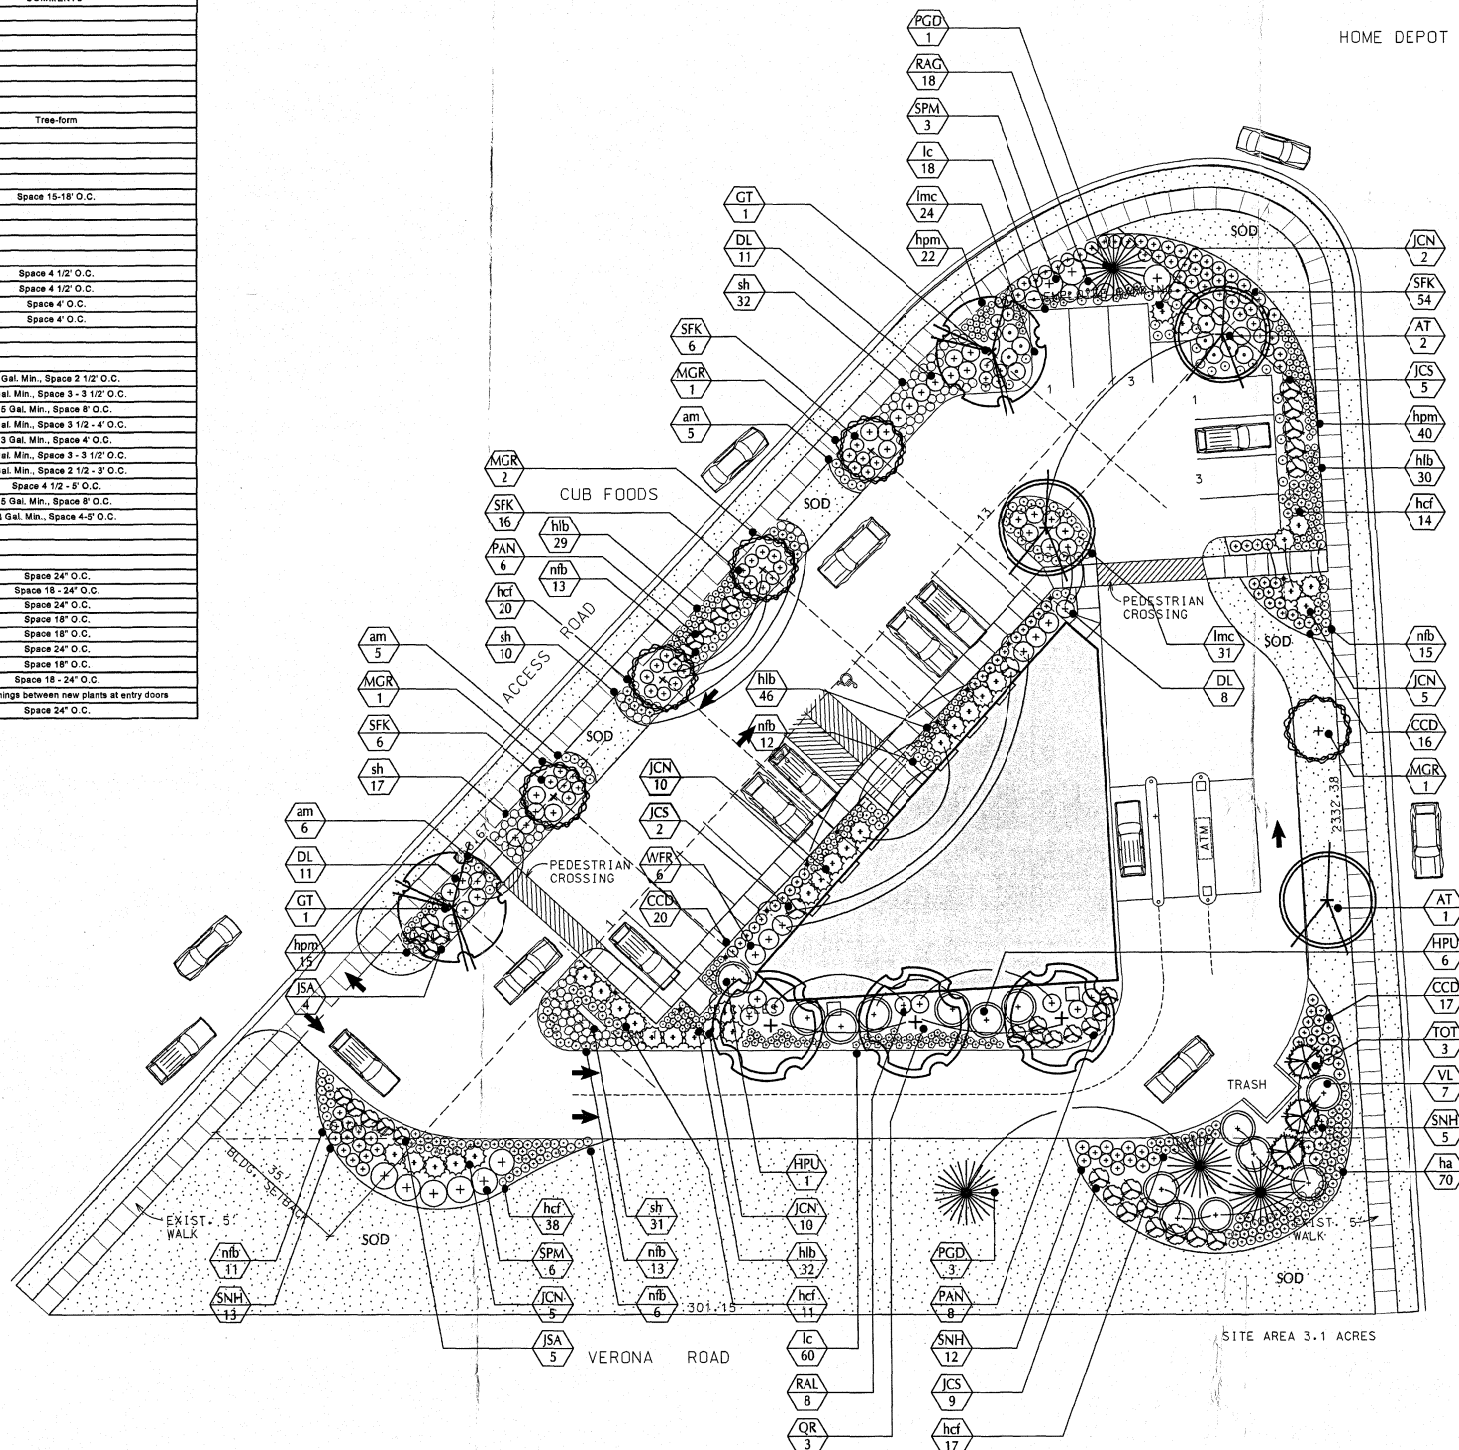 COMMENTS
Tree-form
Space 15-18' O.C.
Space 4 1/2' O.C.
Space 4 1/2' O.C.
Space 4' O.C.
Space 4' O.C.
Gal. Min., Space 2 1/2' O.C.
al. Min., Space 3 - 3 1/2' O.C.
5 Gal. Min., Space 8' O.C.
al. Min., Space 3 1/2 - 4' O.C.
3 Gal. Min., Space 4' O.C.
al. Min., Space 3 - 3 1/2' O.C.
al. Min., Space 2 1/2 - 3' O.C.
Space 4 1/2 - 5' O.C.
5 Gal. Min., Space 8' O.C.
Gal. Min., Space 4-5' O.C.
Space 24" O.C.
Space 18 - 24" O.C.
Space 24" O.C.
Space 18" O.C.
Space 18" O.C.
Space 24" O.C.
Space 18" O.C.
Space 18 - 24" O.C.
nings between new plants at entry doors
Space 24" O.C.
HOME DEPOT
PGD
1
RAG
18
SPM
3
lc
18
lmc
24
hpm
22
GT
1
DL
11
sh
32
SFK
6
MGR
1
am
5
MGR
2
SFK
16
PAN
6
hcf
20
sh
10
hlb
29
nfb
13
am
5
MGR
1
SFK
6
sh
17
am
6
DL
11
GT
1
hpm
15
JSA
4
JCN
2
SFK
54
AT
2
JCS
5
hpm
40
hlb
30
hcf
14
nfb
15
JCN
5
CCD
16
MGR
1
AT
1
HPU
6
CCD
17
TOT
3
VL
7
SNH
5
ha
70
lmc
31
DL
8
hlb
46
nfb
12
JCN
10
JCS
2
WFR
6
CCD
20
SOD
1
3
1
3
13
1
CUB FOODS
SOD
ACCESS ROAD
SOD
PEDESTRIAN
CROSSING
SOD
PEDESTRIAN
CROSSING
ATM
2332.38
TRASH
BLDG. 35' SETBACK
EXIST. 5'
WALK
SOD
EXIST. 5'
WALK
SOD
nfb
11
SNH
13
hcf
38
SPM
6
JCN
5
JSA
5
sh
31
nfb
13
nfb
6
HPU
1
JCN
10
hlb
32
hcf
11
lc
60
RAL
8
QR
3
PGD
3
PAN
8
SNH
12
JCS
9
hcf
17
301.15
VERONA ROAD
SITE AREA 3.1 ACRES